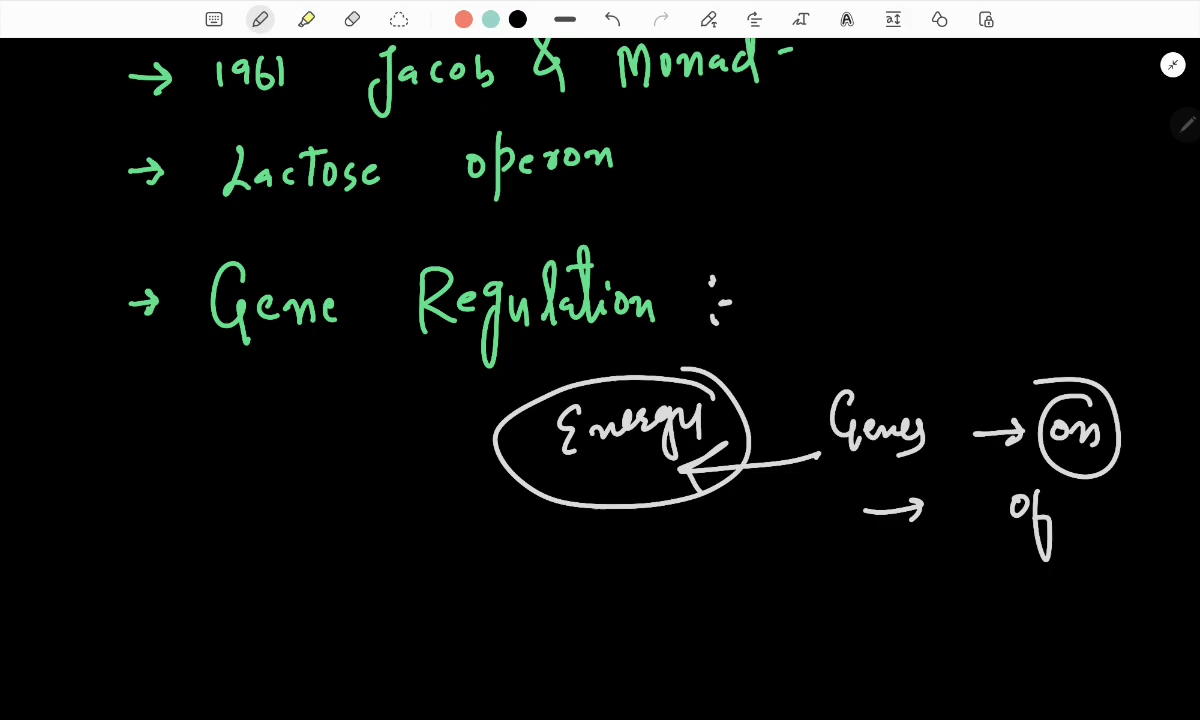 → 1961 Jacob & Monad -
→ Lactose operon
→ Gene Regulation :-
Energy ← Genes → on
→ of